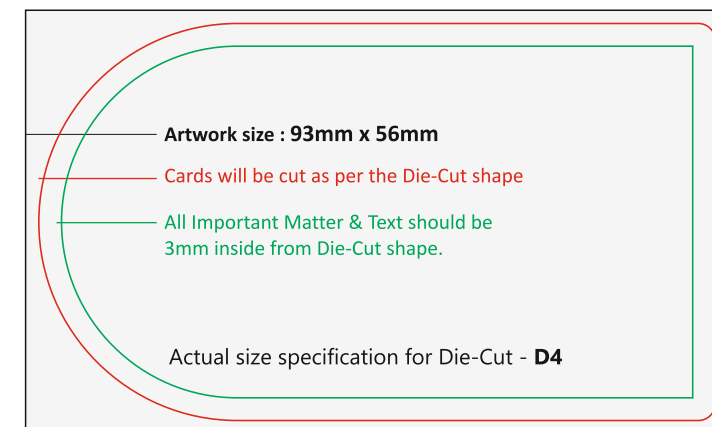 Artwork size : 93mm x 56mm
Cards will be cut as per the Die-Cut shape
All Important Matter & Text should be
3mm inside from Die-Cut shape.
Actual size specification for Die-Cut - D4